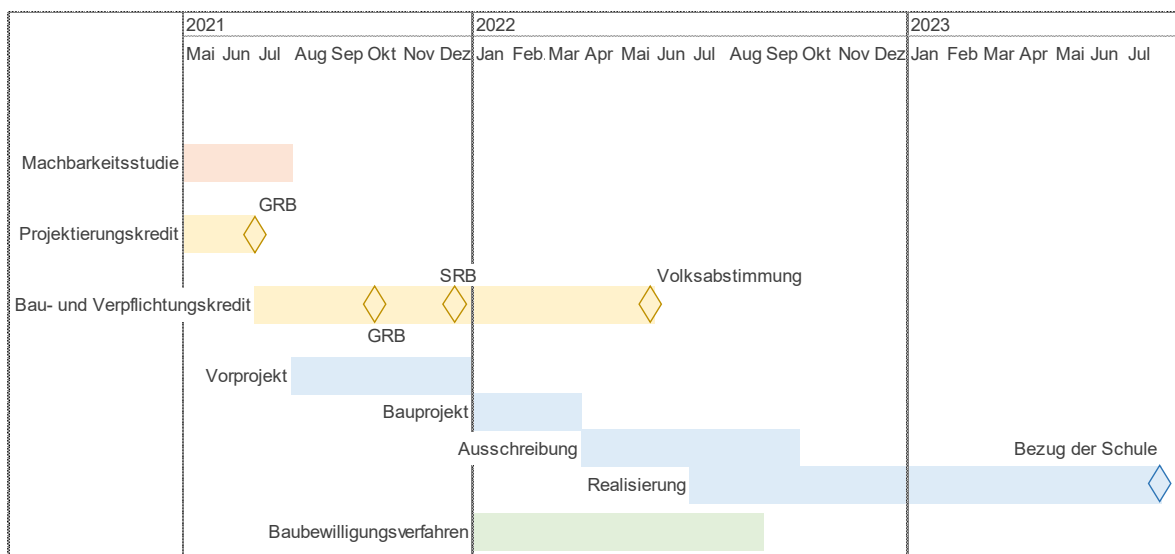 2021 2022 2023
Mai Jun Jul Aug Sep Okt Nov Dez Jan Feb. Mar Apr Mai Jun Jul Aug Sep Okt Nov Dez Jan Feb Mar Apr Mai Jun Jul
Machbarkeitsstudie
GRB
Projektierungskredit
SRB Volksabstimmung
Bau- und Verpflichtungskredit
GRB
Vorprojekt
Bauprojekt
Ausschreibung Bezug der Schule
Realisierung
Baubewilligungsverfahren